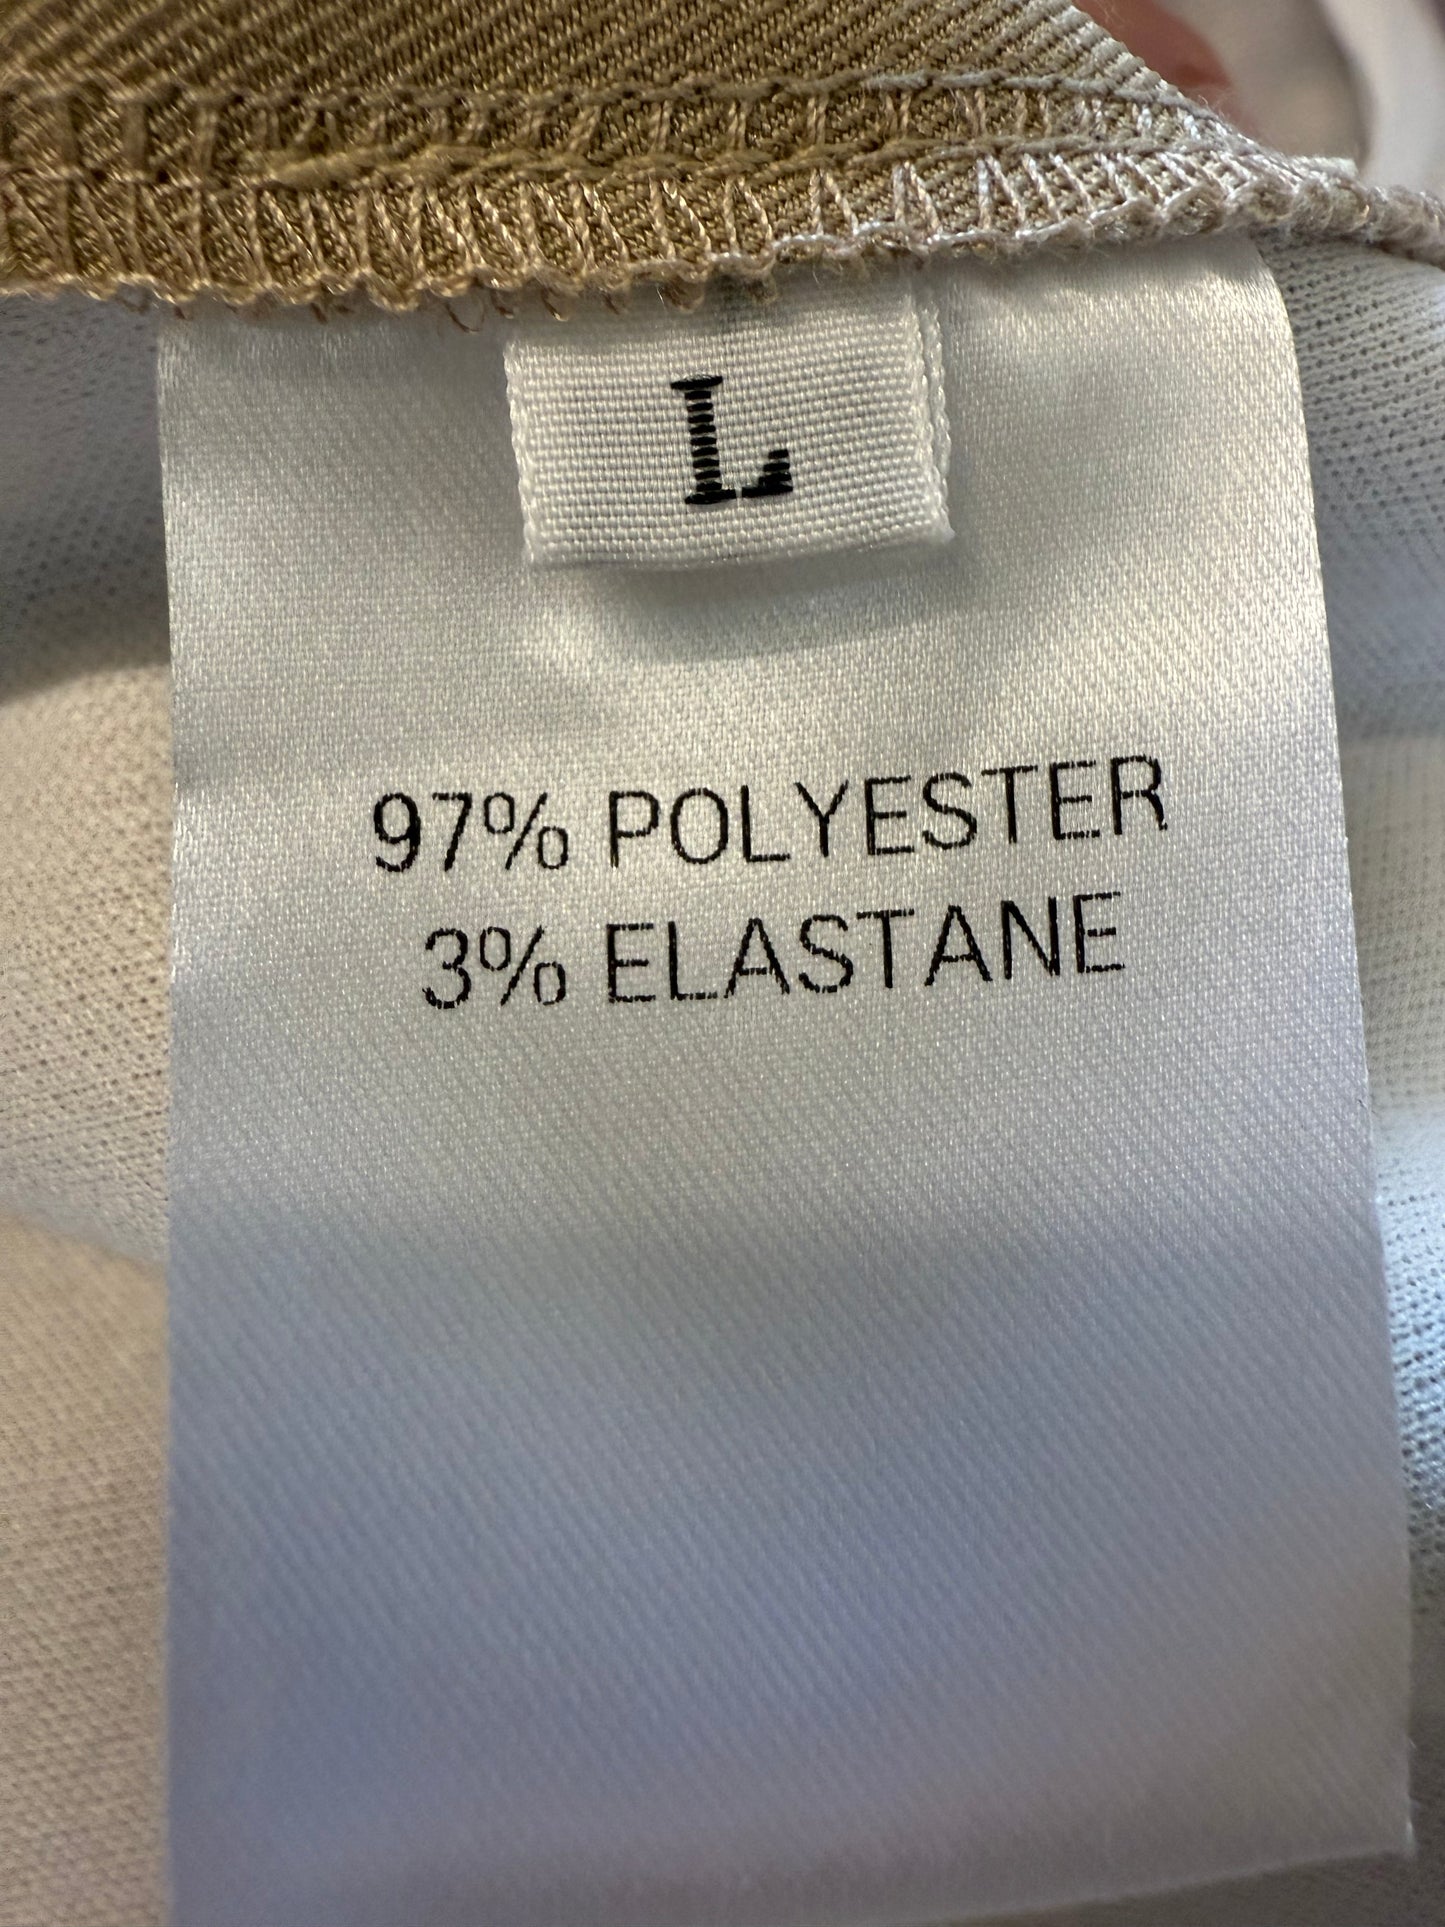 L
97% POLYESTER
3% ELASTANE